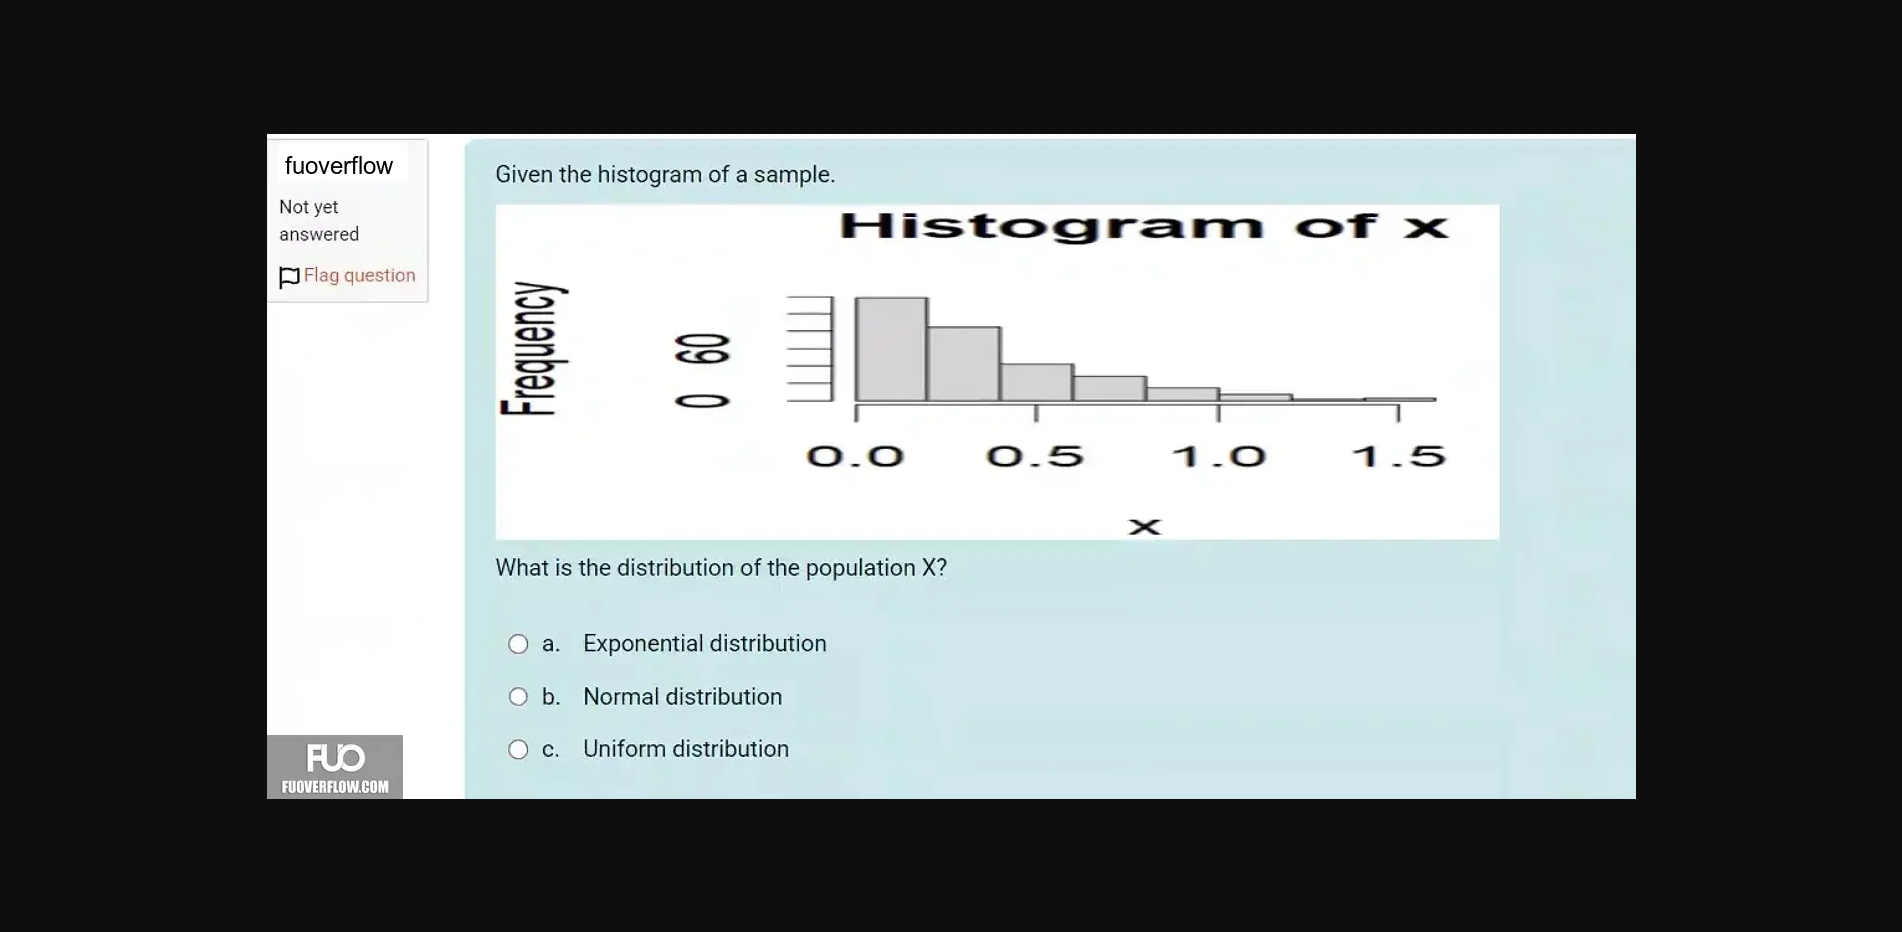 fuoverflow
Not yet
answered
Flag question
Given the histogram of a sample.
Histogram of x
Frequency
0 60
0.0 0.5 1.0 1.5
x
What is the distribution of the population X?
a. Exponential distribution
b. Normal distribution
c. Uniform distribution
FUO
FUOVERFLOW.COM